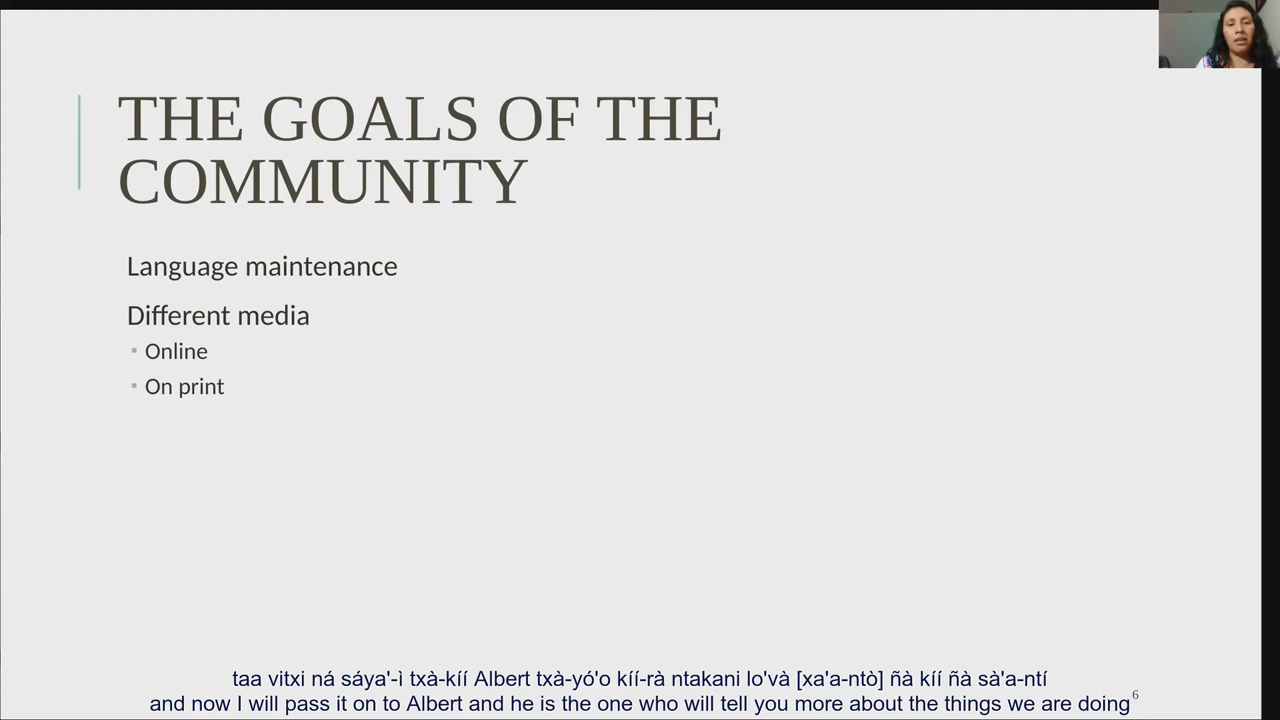 THE GOALS OF THE
COMMUNITY
Language maintenance
Different media
▪ Online
▪ On print
taa vitxi ná sáya'-ì txà-kíí Albert txà-yó'o kíí-rà ntakani lo'và [xa'a-ntò] ñà kíí ñà sà'a-ntí
and now I will pass it on to Albert and he is the one who will tell you more about the things we are doing
6